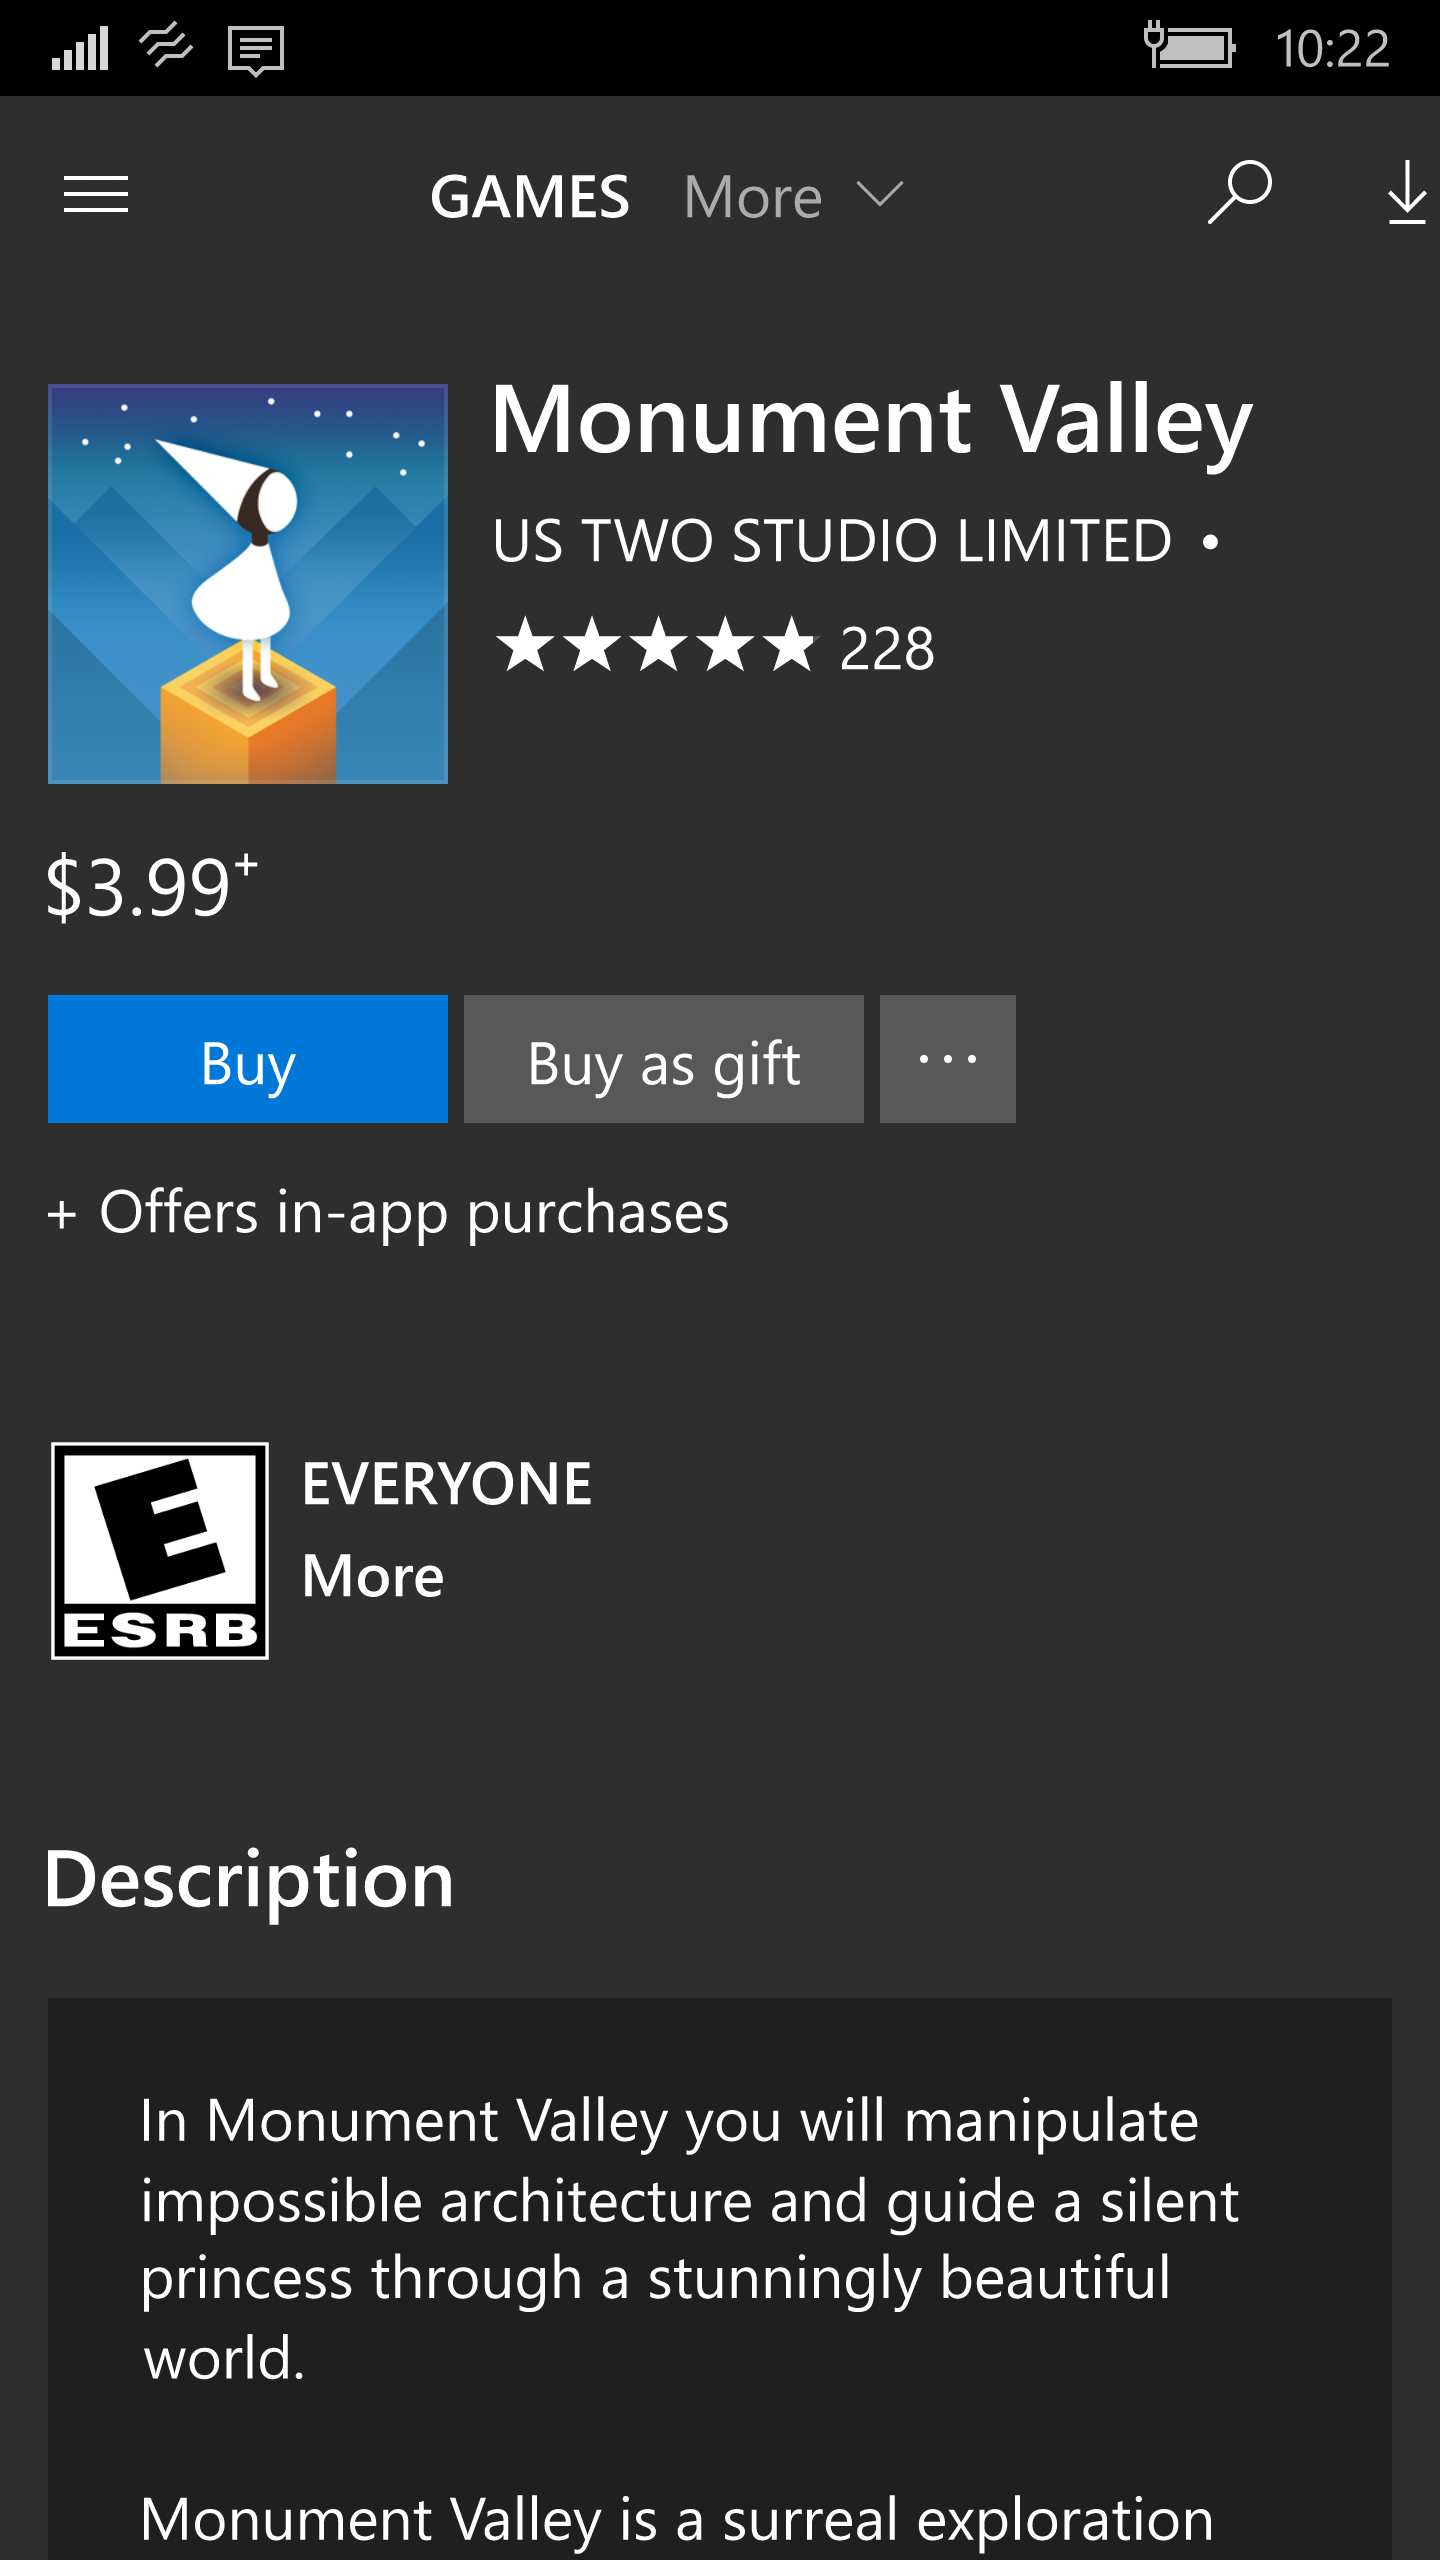 10:22
GAMES More
Monument Valley
US TWO STUDIO LIMITED •
228
$3.99+
Buy
Buy as gift
...
+ Offers in-app purchases
E
ESRB
EVERYONE
More
Description
In Monument Valley you will manipulate
impossible architecture and guide a silent
princess through a stunningly beautiful
world.
Monument Valley is a surreal exploration